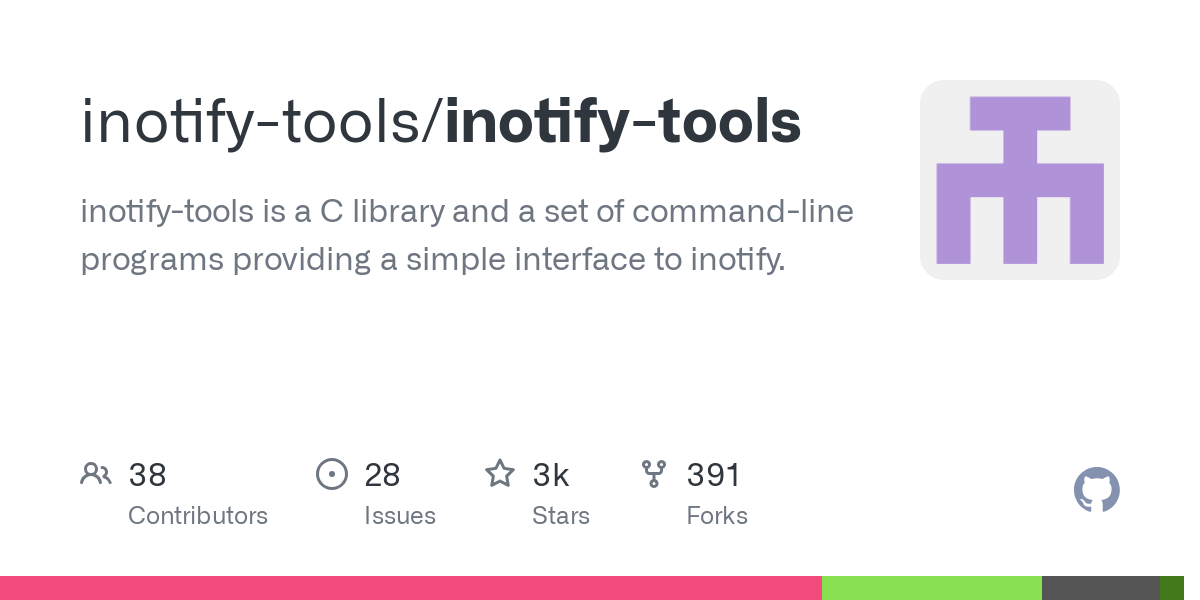 inotify-tools/inotify-tools
inotify-tools is a C library and a set of command-line
programs providing a simple interface to inotify.
38 28 3k 391
Contributors Issues Stars Forks